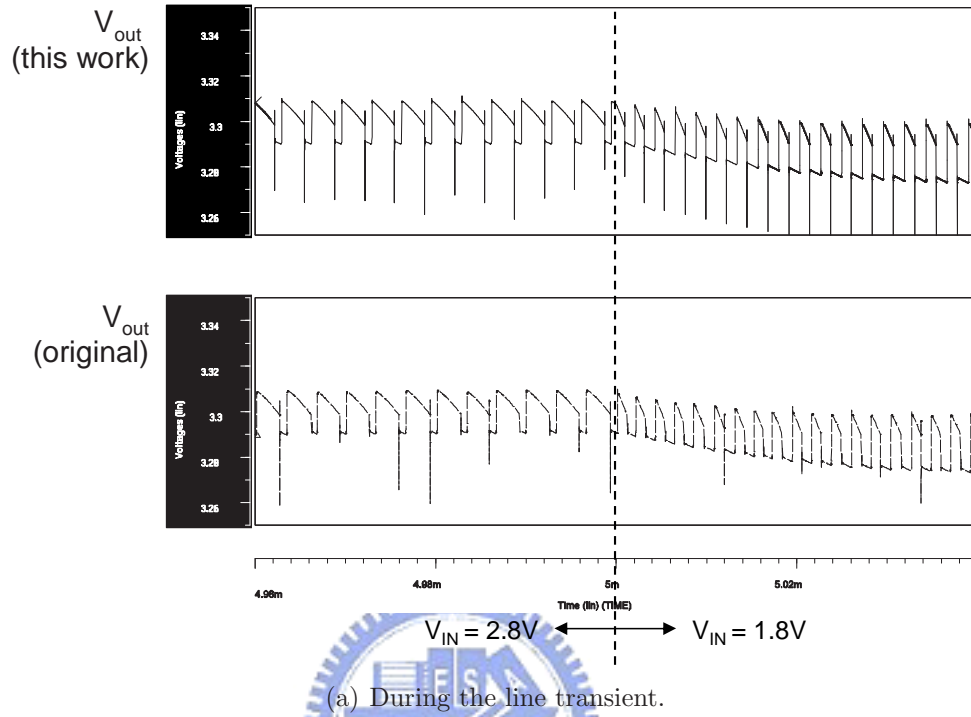 V_out
(this work)
Voltages (lin)
3.34
3.32
3.3
3.28
3.26
V_out
(original)
Voltages (lin)
3.34
3.32
3.3
3.28
3.26
4.96m
4.98m
5m
5.02m
Time (lin) (TIME)
V_IN = 2.8V
V_IN = 1.8V
E S A
(a) During the line transient.